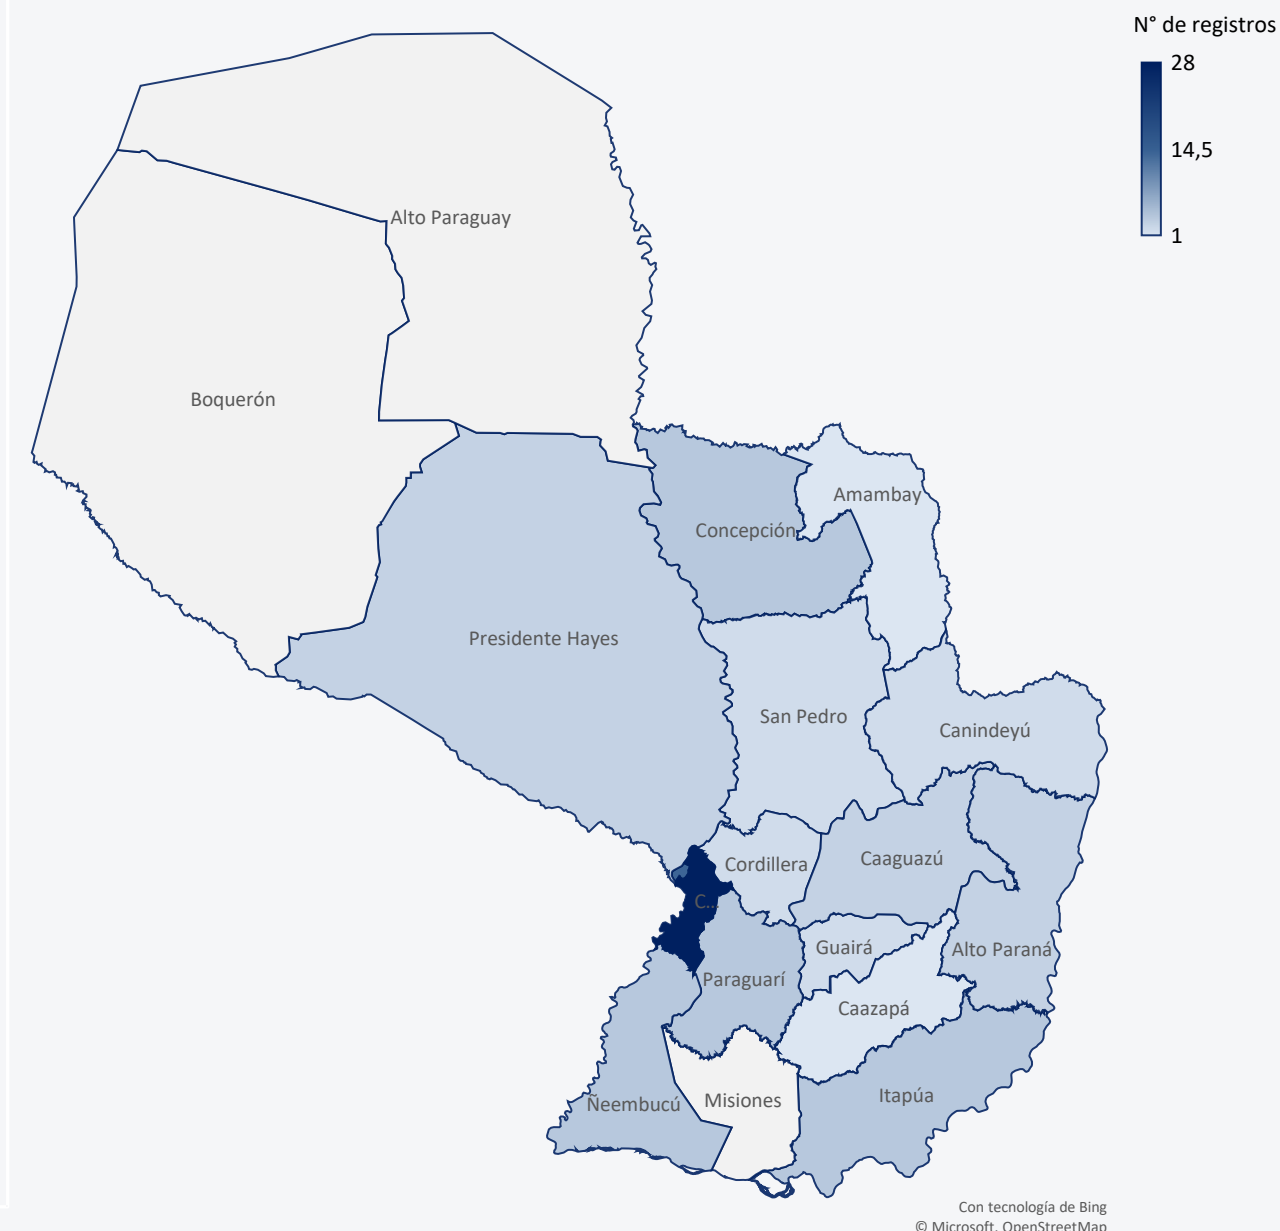 N° de registros
28
14,5
1
Alto Paraguay
Boquerón
Amambay
Concepción
Presidente Hayes
San Pedro
Canindeyú
Cordillera
Caaguazú
C...
Guairá
Alto Paraná
Paraguarí
Caazapá
Itapúa
Ñeembucú
Misiones
Con tecnología de Bing
© Microsoft, OpenStreetMap